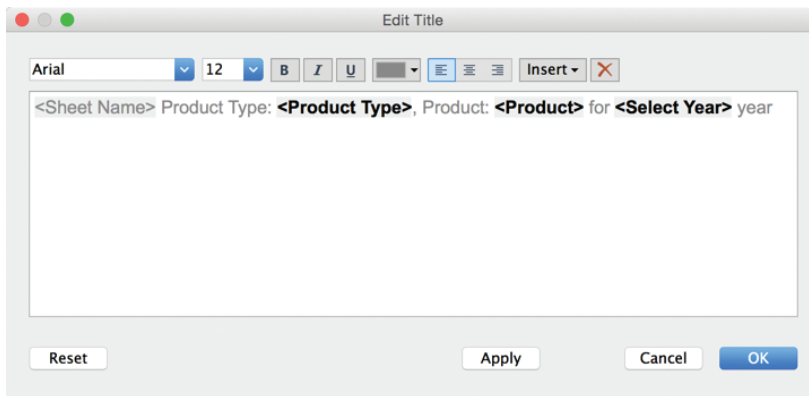 Edit Title
Arial 12 B I U Insert
<Sheet Name> Product Type: <Product Type>, Product: <Product> for <Select Year> year
Reset Apply Cancel OK